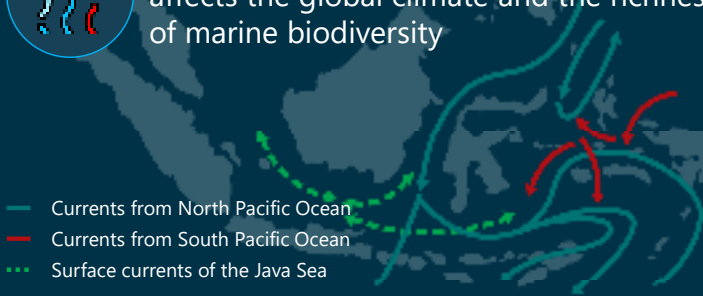 affects the global climate and the richness
of marine biodiversity
Currents from North Pacific Ocean
Currents from South Pacific Ocean
Surface currents of the Java Sea